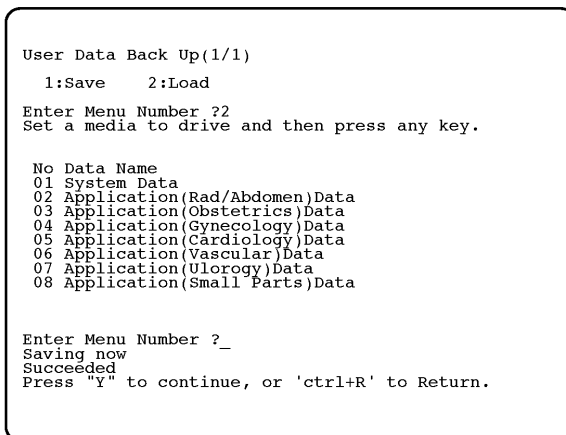 User Data Back Up(1/1)
1:Save 2:Load
Enter Menu Number ?2
Set a media to drive and then press any key.
No Data Name
01 System Data
02 Application(Rad/Abdomen)Data
03 Application(Obstetrics)Data
04 Application(Gynecology)Data
05 Application(Cardiology)Data
06 Application(Vascular)Data
07 Application(Ulorogy)Data
08 Application(Small Parts)Data
Enter Menu Number ?_
Saving now
Succeeded
Press "Y" to continue, or 'ctrl+R' to Return.